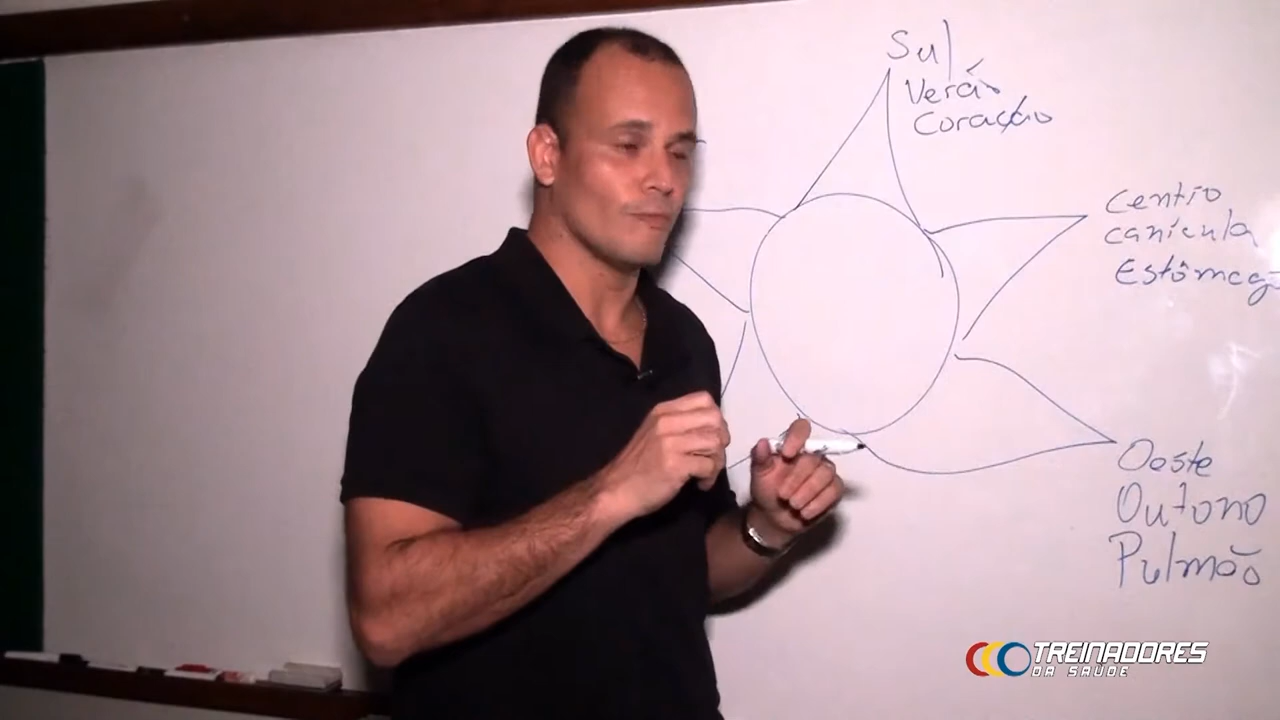 Sul
Verão
Coração
Centro
canícula
Estômago
Oeste
Outono
Pulmão
TREINADORES
DA SAÚDE